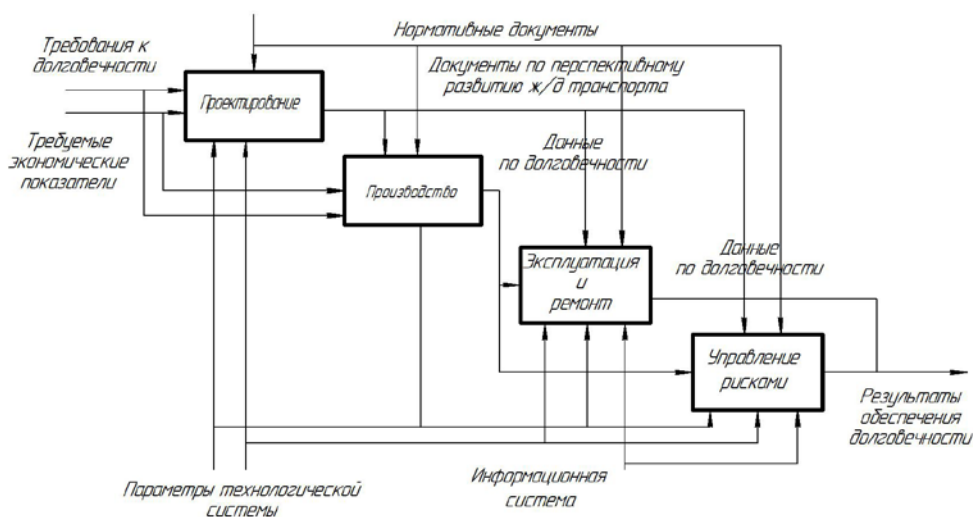 Нормативные документы
Требования к
долговечности
Документы по перспективному
развитию ж/д транспорта
Проектирование
Требуемые
экономические
показатели
Данные
по долговечности
Производство
Эксплуатация
и
ремонт
Данные
по долговечности
Управление
рисками
Результаты
обеспечения
долговечности
Параметры технологической
системы
Информационная
система